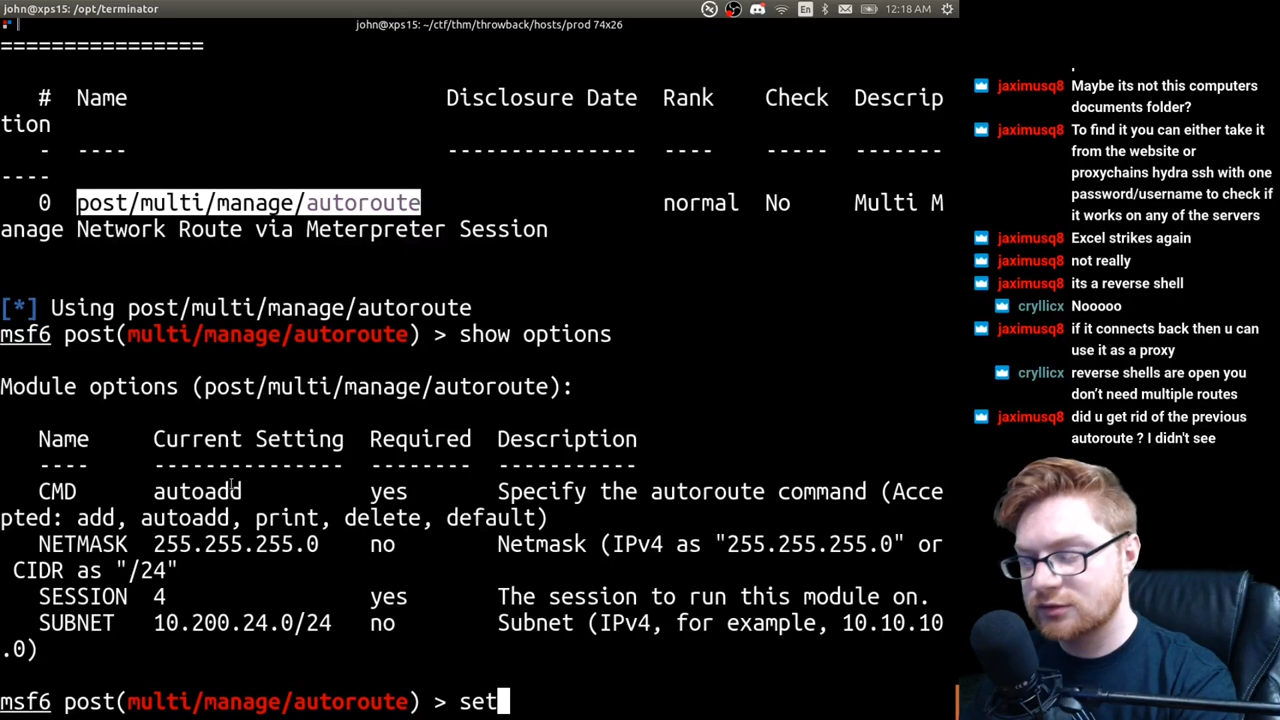 john@xps15: /opt/terminator
En
12:18 AM
john@xps15: ~/ctf/thm/throwback/hosts/prod 74x26
================
# Name Disclosure Date Rank Check Descrip
tion
- ---- --------------- ---- ----- -------
----
0 post/multi/manage/autoroute normal No Multi M
anage Network Route via Meterpreter Session
[*] Using post/multi/manage/autoroute
msf6 post(multi/manage/autoroute) > show options
Module options (post/multi/manage/autoroute):
Name Current Setting Required Description
---- --------------- -------- -----------
CMD autoadd yes Specify the autoroute command (Acce
pted: add, autoadd, print, delete, default)
NETMASK 255.255.255.0 no Netmask (IPv4 as "255.255.255.0" or
CIDR as "/24"
SESSION 4 yes The session to run this module on.
SUBNET 10.200.24.0/24 no Subnet (IPv4, for example, 10.10.10
.0)
msf6 post(multi/manage/autoroute) > set
jaximusq8 Maybe its not this computers
documents folder?
jaximusq8 To find it you can either take it
from the website or
proxychains hydra ssh with one
password/username to check if
it works on any of the servers
jaximusq8 Excel strikes again
jaximusq8 not really
jaximusq8 its a reverse shell
cryllicx Nooooo
jaximusq8 if it connects back then u can
use it as a proxy
cryllicx reverse shells are open you
don’t need multiple routes
jaximusq8 did u get rid of the previous
autoroute ? I didn't see